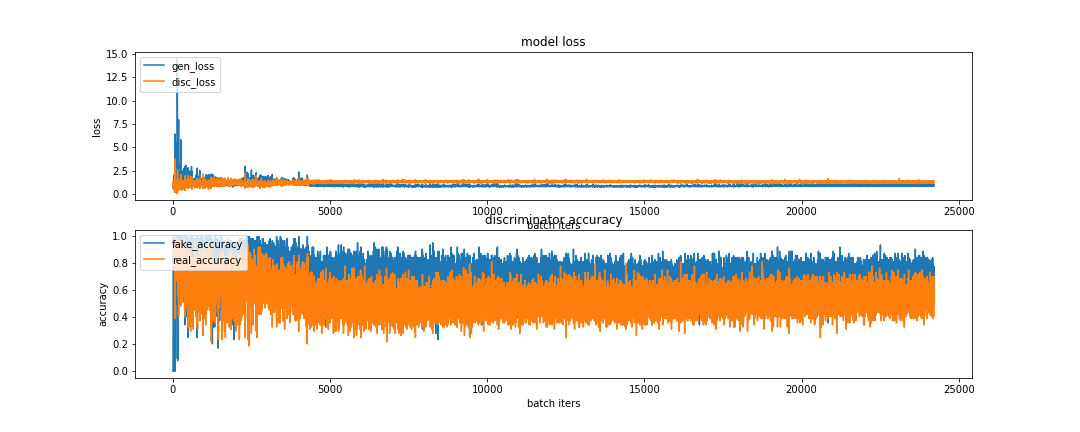 model loss
15.0
12.5
10.0
7.5
5.0
2.5
0.0
loss
gen_loss
disc_loss
0 5000 10000 15000 20000 25000
batch iters
discriminator accuracy
1.0
0.8
0.6
0.4
0.2
0.0
accuracy
fake_accuracy
real_accuracy
0 5000 10000 15000 20000 25000
batch iters